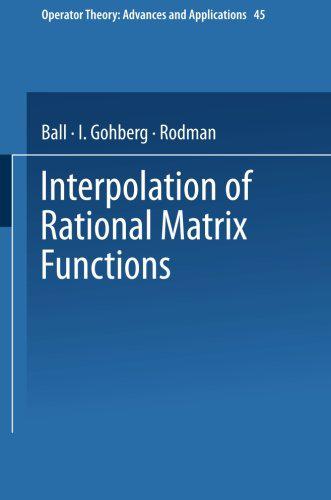 Operator Theory: Advances and Applications 45
Ball · I. Gohberg · Rodman
Interpolation of
Rational Matrix
Functions